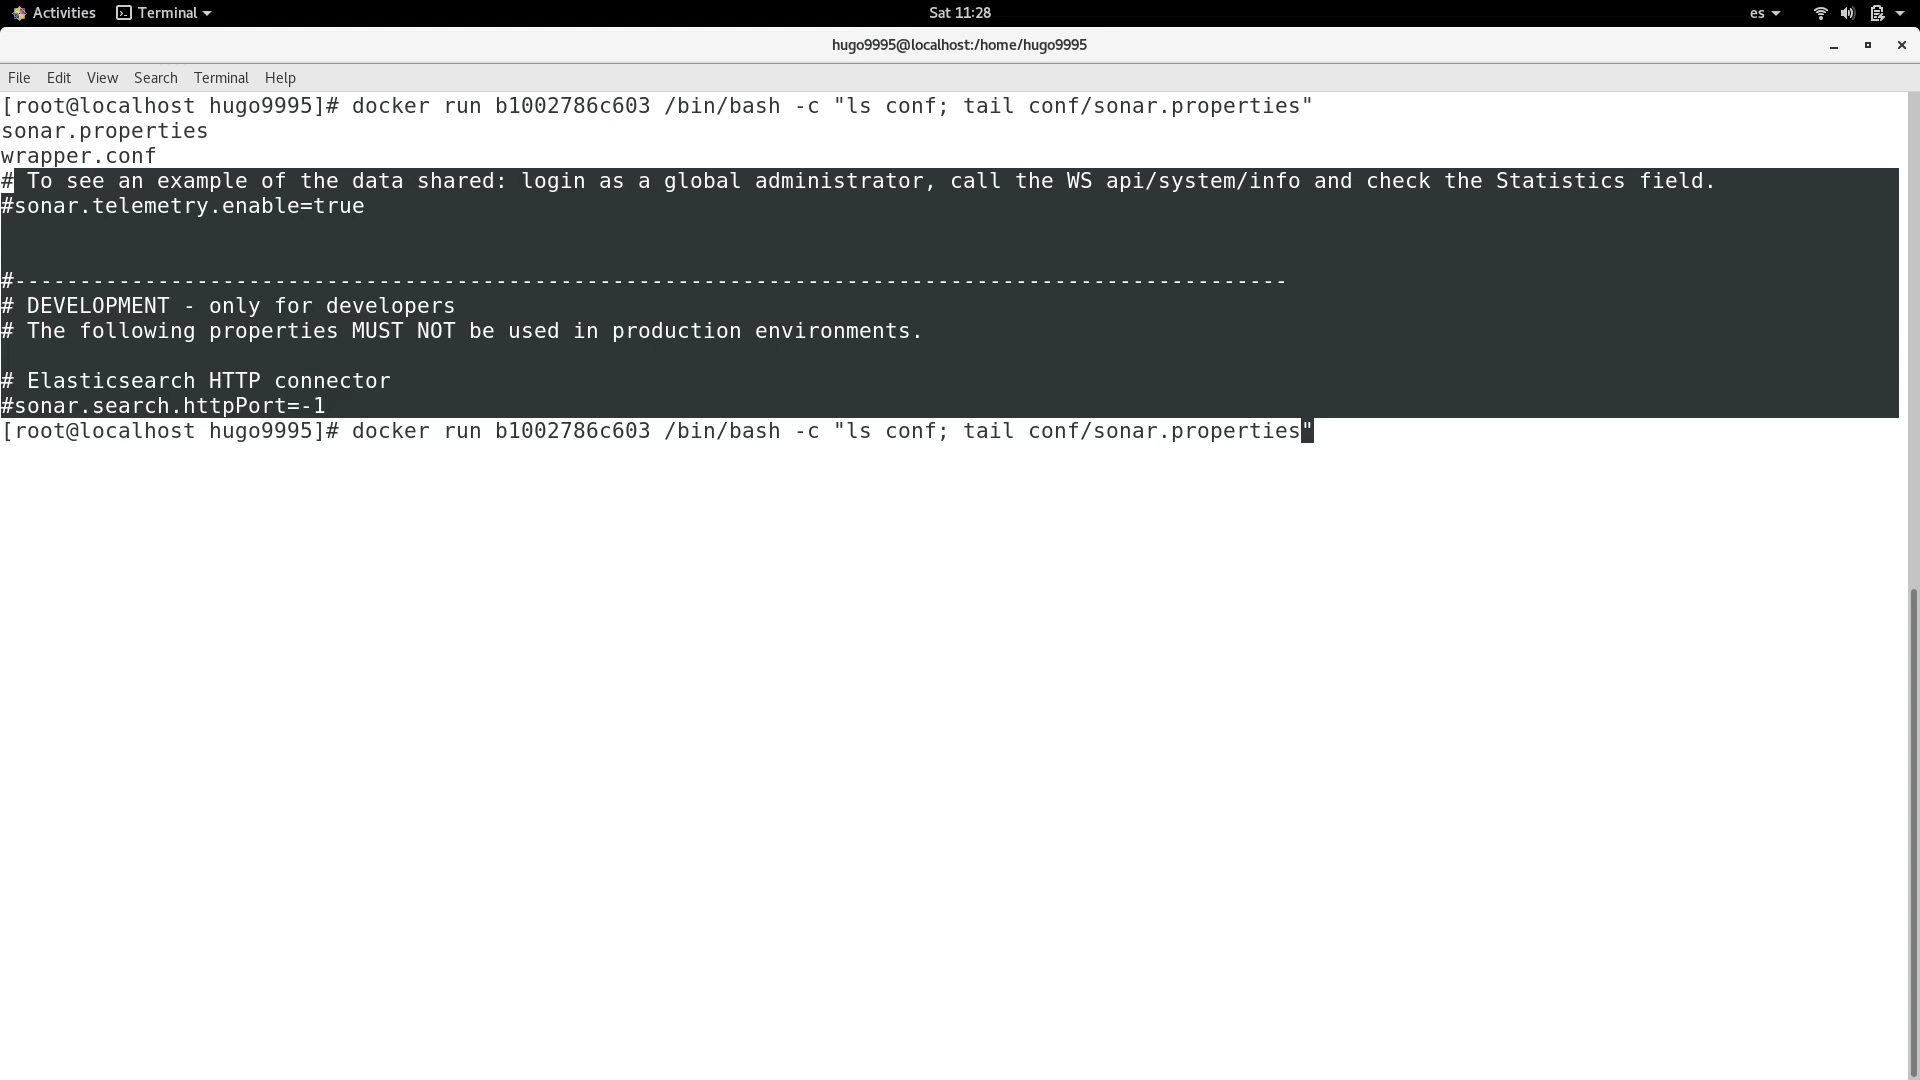 Activities Terminal Sat 11:28 es
hugo9995@localhost:/home/hugo9995
File Edit View Search Terminal Help
[root@localhost hugo9995]# docker run b1002786c603 /bin/bash -c "ls conf; tail conf/sonar.properties"
sonar.properties
wrapper.conf
# To see an example of the data shared: login as a global administrator, call the WS api/system/info and check the Statistics field.
#sonar.telemetry.enable=true
#--------------------------------------------------------------------------------------------------
# DEVELOPMENT - only for developers
# The following properties MUST NOT be used in production environments.
# Elasticsearch HTTP connector
#sonar.search.httpPort=-1
[root@localhost hugo9995]# docker run b1002786c603 /bin/bash -c "ls conf; tail conf/sonar.properties"